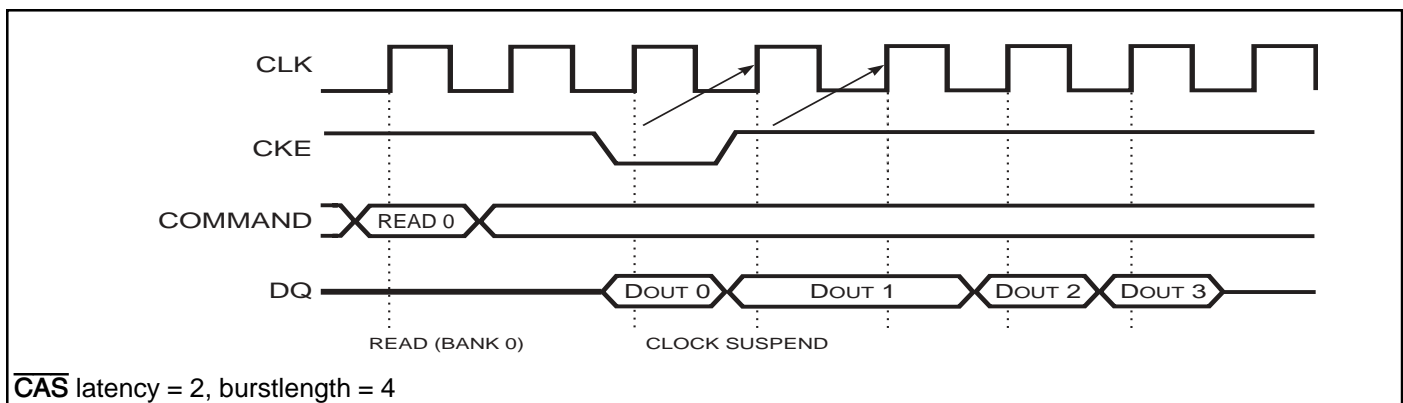 CLK
CKE
COMMAND READ 0
DQ DOUT 0 DOUT 1 DOUT 2 DOUT 3
READ (BANK 0) CLOCK SUSPEND
CAS latency = 2, burstlength = 4